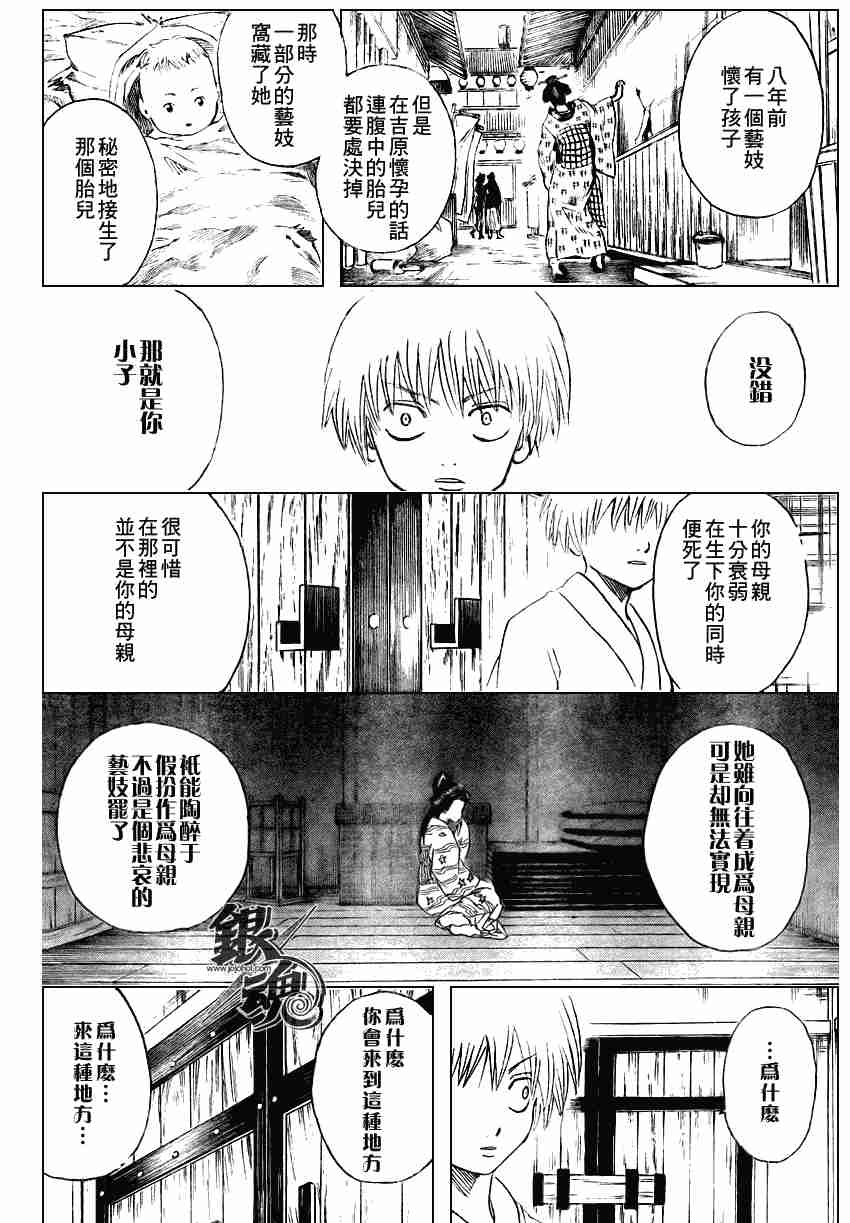 八年前
有一個藝妓
懷了孩子
但是
在吉原懷孕的話
連腹中的胎兒
都要處決掉
那時
一部分的藝妓
窩藏了她
秘密地接生了
那個胎兒
没錯
那就是你
小子
你的母親
十分衰弱
在生下你的同時
便死了
很可惜
在那裡的
並不是你的母親
她雖向往着成爲母親
可是却無法實現
祇能陶醉于
假扮作爲母親
不過是個悲哀的
藝妓罷了
銀魂
www.jojohot.com
…爲什麽
爲什麽
你會來到這種地方
爲什麽…
來這種地方…